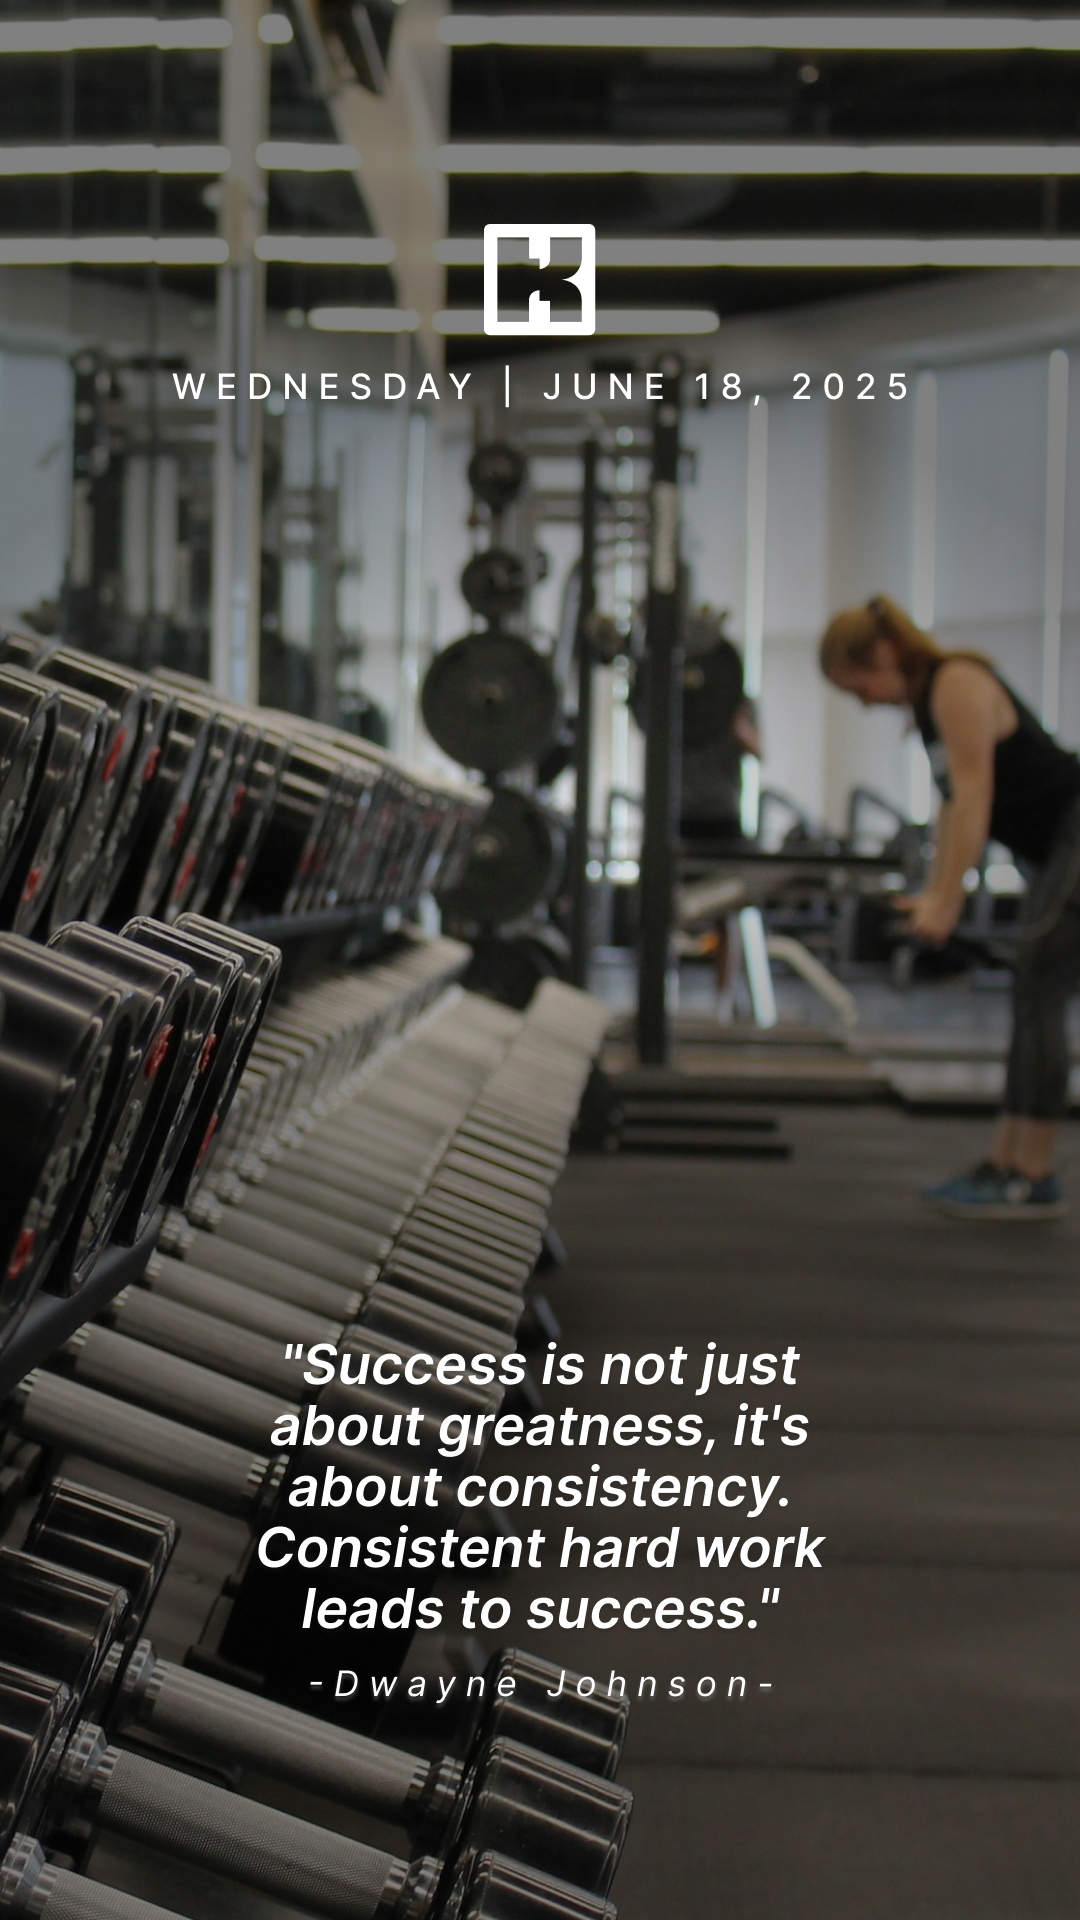 WEDNESDAY | JUNE 18, 2025
"Success is not just
about greatness, it's
about consistency.
Consistent hard work
leads to success."
-Dwayne Johnson-